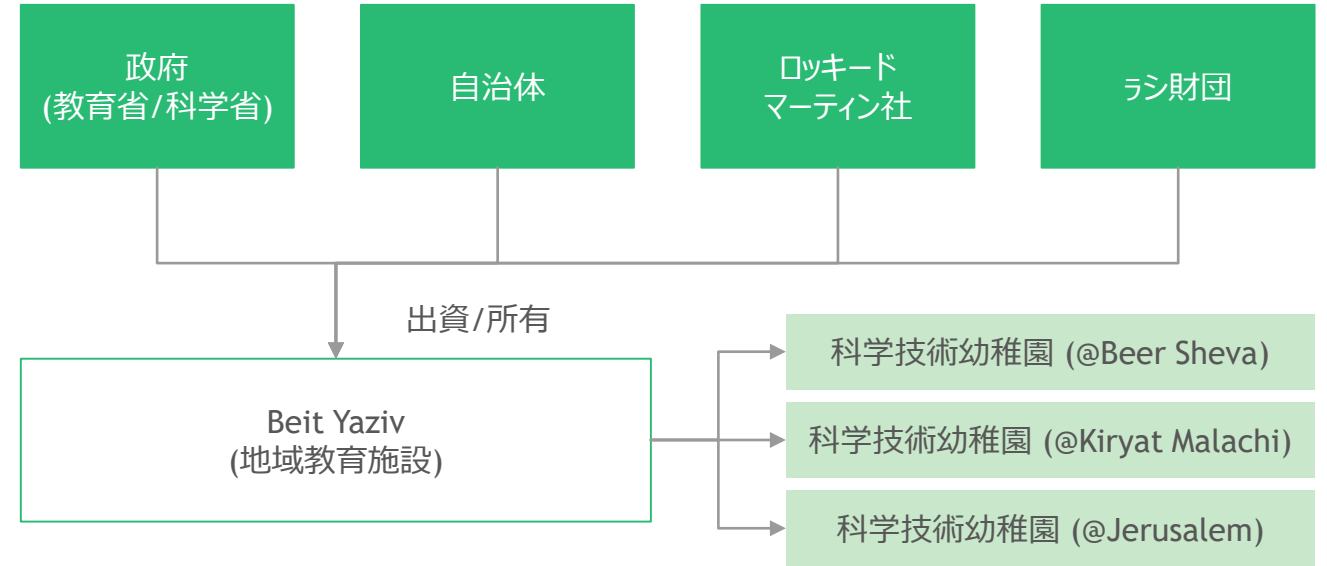 政府
(教育省/科学省)
自治体
ロッキード
マーティン社
ラシ財団
出資/所有
Beit Yaziv
(地域教育施設)
科学技術幼稚園 (@Beer Sheva)
科学技術幼稚園 (@Kiryat Malachi)
科学技術幼稚園 (@Jerusalem)